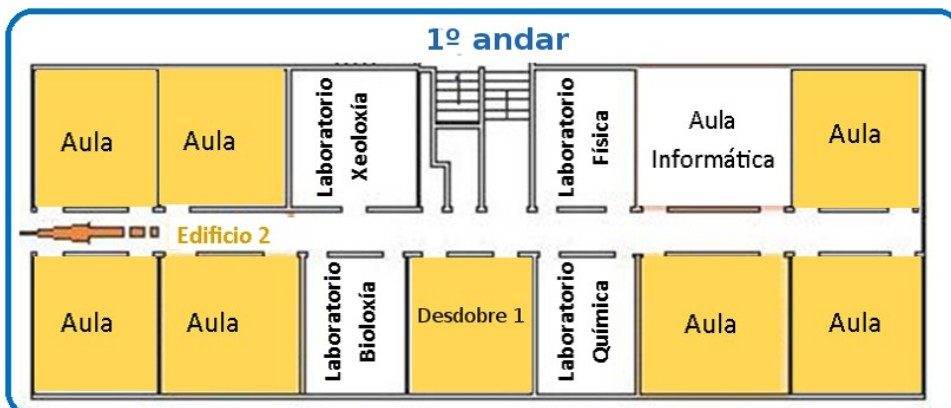 1º andar
Aula
Aula
Laboratorio
Xeoloxía
Laboratorio
Física
Aula
Informática
Aula
Edificio 2
Aula
Aula
Laboratorio
Bioloxía
Desdobre 1
Laboratorio
Química
Aula
Aula